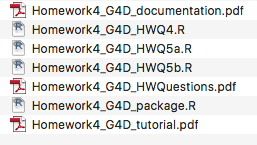 Homework4_G4D_documentation.pdf
Homework4_G4D_HWQ4.R
Homework4_G4D_HWQ5a.R
Homework4_G4D_HWQ5b.R
Homework4_G4D_HWQuestions.pdf
Homework4_G4D_package.R
Homework4_G4D_tutorial.pdf